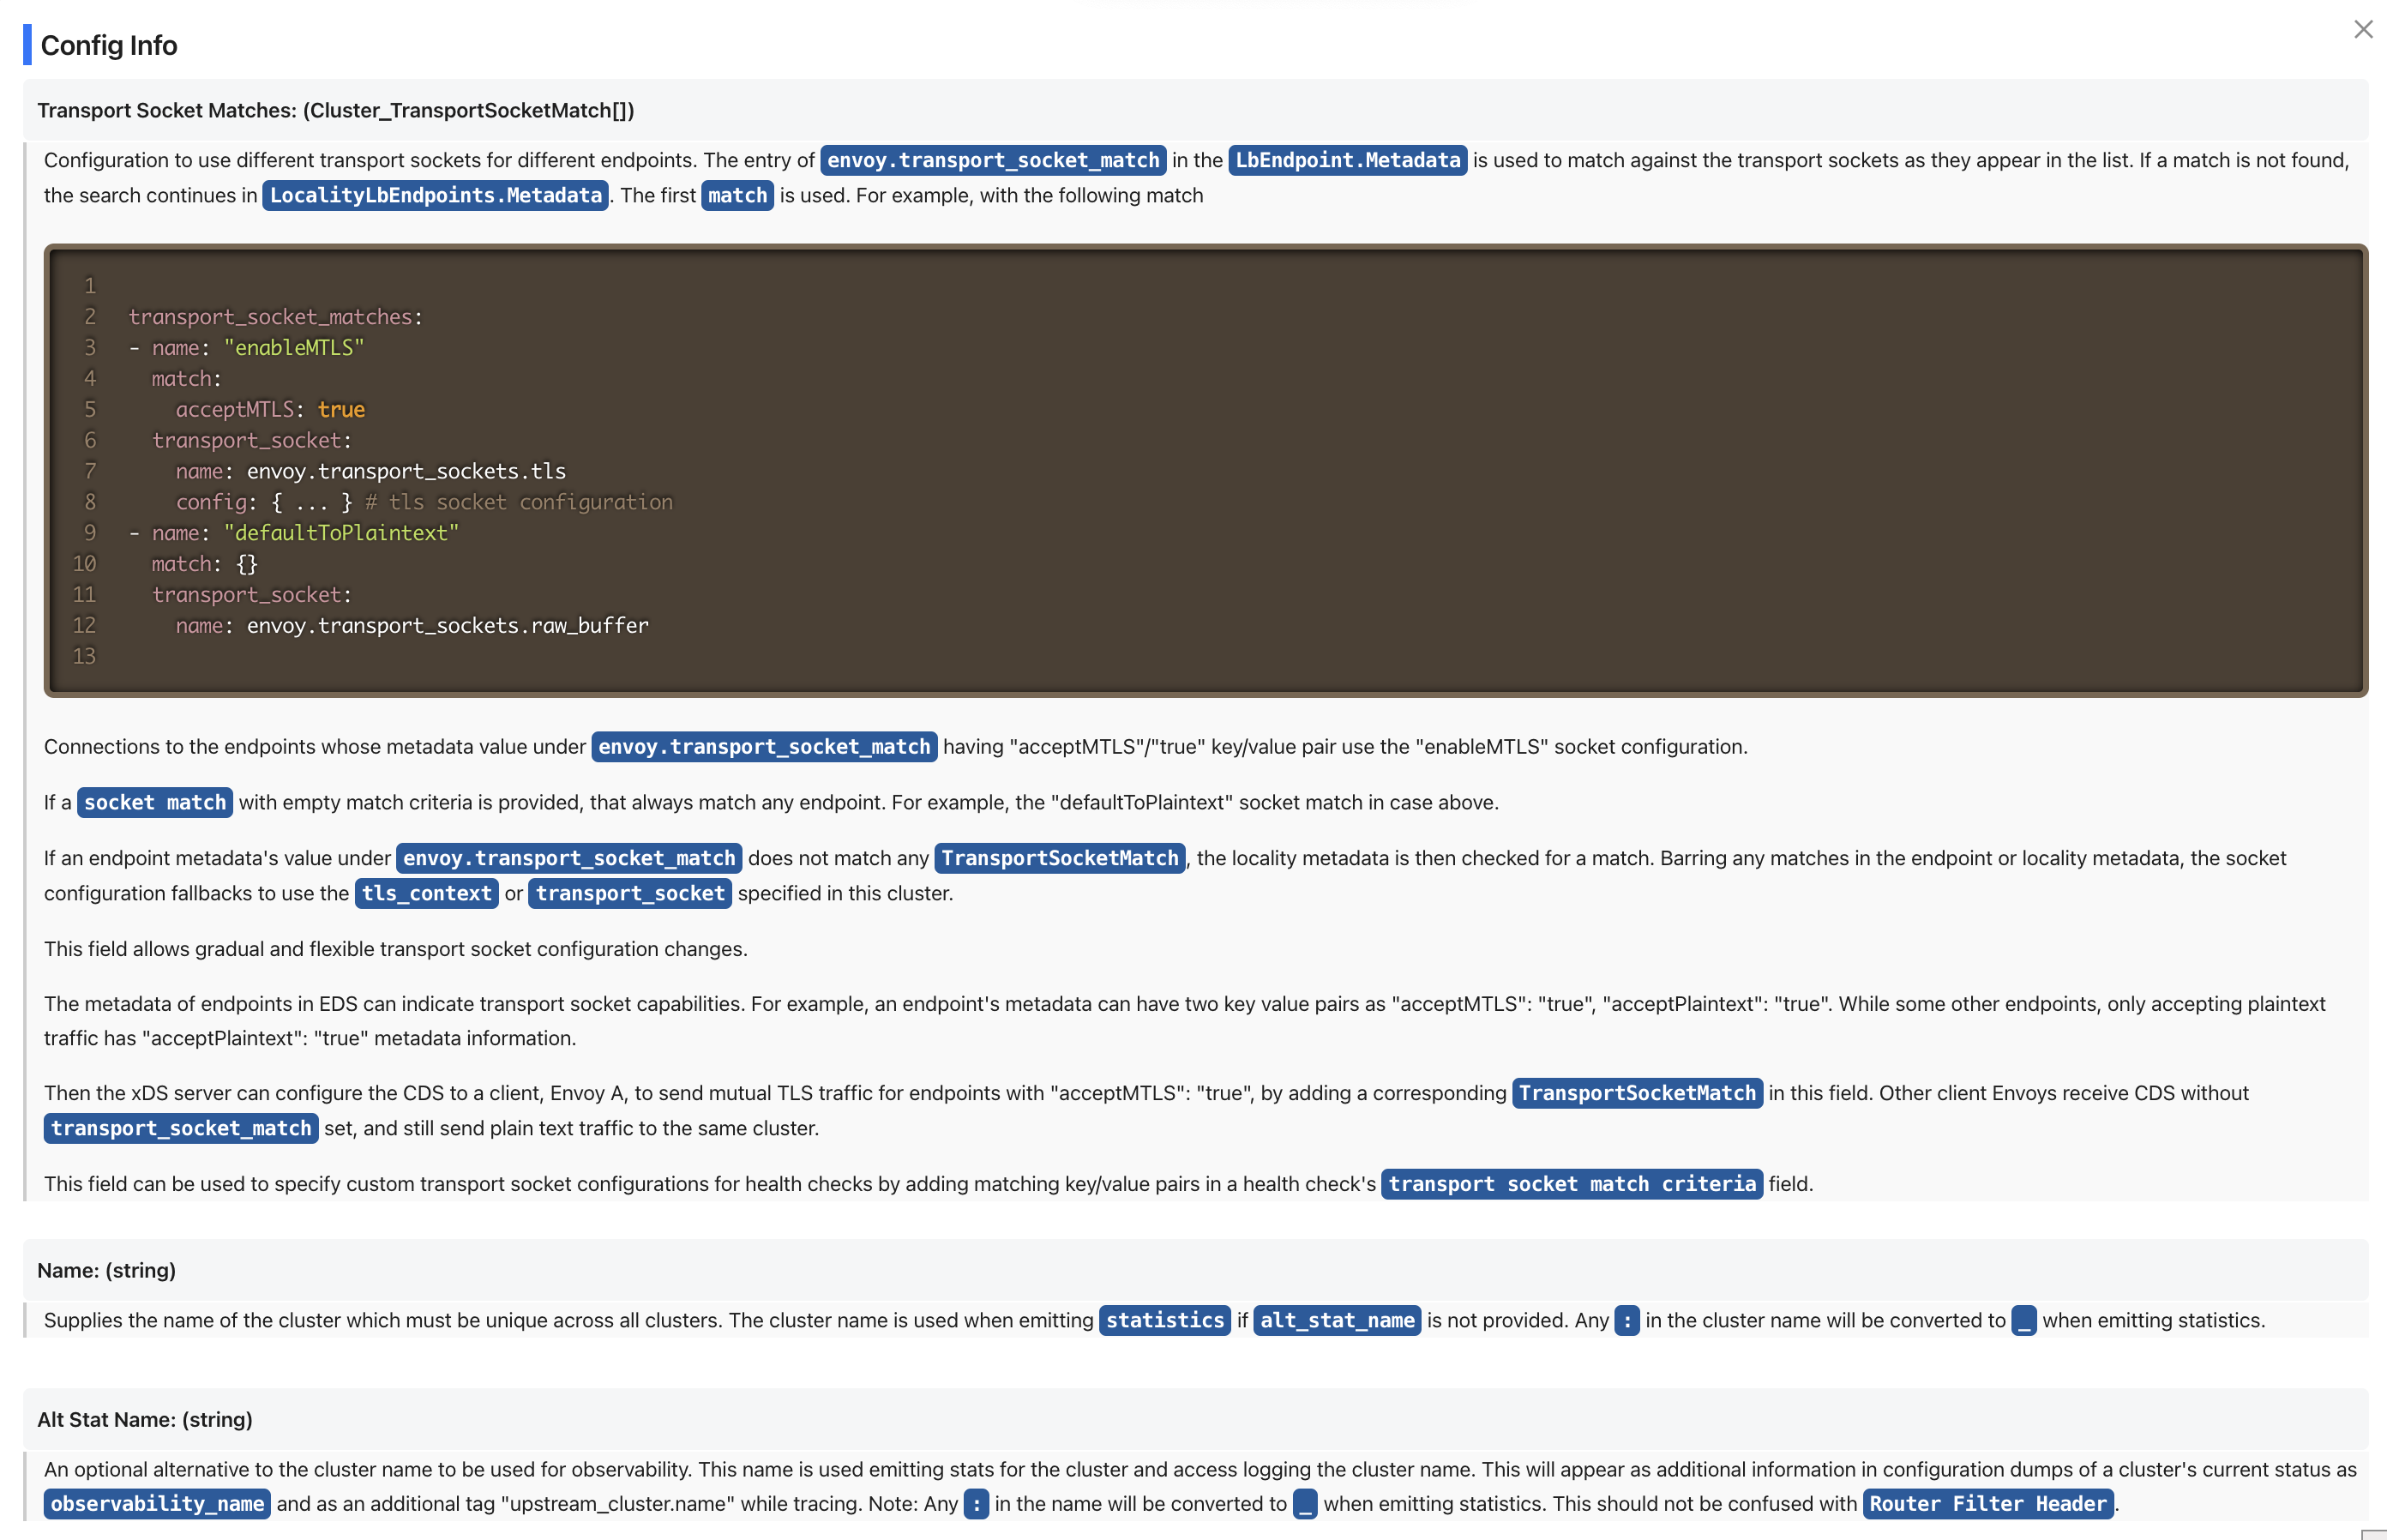 Config Info
Transport Socket Matches: (Cluster_TransportSocketMatch[])
Configuration to use different transport sockets for different endpoints. The entry of envoy.transport_socket_match in the LbEndpoint.Metadata is used to match against the transport sockets as they appear in the list. If a match is not found,
the search continues in LocalityLbEndpoints.Metadata. The first match is used. For example, with the following match
1
2 transport_socket_matches:
3 - name: "enableMTLS"
4 match:
5 acceptMTLS: true
6 transport_socket:
7 name: envoy.transport_sockets.tls
8 config: { ... } # tls socket configuration
9 - name: "defaultToPlaintext"
10 match: {}
11 transport_socket:
12 name: envoy.transport_sockets.raw_buffer
13
Connections to the endpoints whose metadata value under envoy.transport_socket_match having "acceptMTLS"/"true" key/value pair use the "enableMTLS" socket configuration.
If a socket match with empty match criteria is provided, that always match any endpoint. For example, the "defaultToPlaintext" socket match in case above.
If an endpoint metadata's value under envoy.transport_socket_match does not match any TransportSocketMatch, the locality metadata is then checked for a match. Barring any matches in the endpoint or locality metadata, the socket
configuration fallbacks to use the tls_context or transport_socket specified in this cluster.
This field allows gradual and flexible transport socket configuration changes.
The metadata of endpoints in EDS can indicate transport socket capabilities. For example, an endpoint's metadata can have two key value pairs as "acceptMTLS": "true", "acceptPlaintext": "true". While some other endpoints, only accepting plaintext
traffic has "acceptPlaintext": "true" metadata information.
Then the xDS server can configure the CDS to a client, Envoy A, to send mutual TLS traffic for endpoints with "acceptMTLS": "true", by adding a corresponding TransportSocketMatch in this field. Other client Envoys receive CDS without
transport_socket_match set, and still send plain text traffic to the same cluster.
This field can be used to specify custom transport socket configurations for health checks by adding matching key/value pairs in a health check's transport socket match criteria field.
Name: (string)
Supplies the name of the cluster which must be unique across all clusters. The cluster name is used when emitting statistics if alt_stat_name is not provided. Any : in the cluster name will be converted to _ when emitting statistics.
Alt Stat Name: (string)
An optional alternative to the cluster name to be used for observability. This name is used emitting stats for the cluster and access logging the cluster name. This will appear as additional information in configuration dumps of a cluster's current status as
observability_name and as an additional tag "upstream_cluster.name" while tracing. Note: Any : in the name will be converted to _ when emitting statistics. This should not be confused with Router Filter Header.